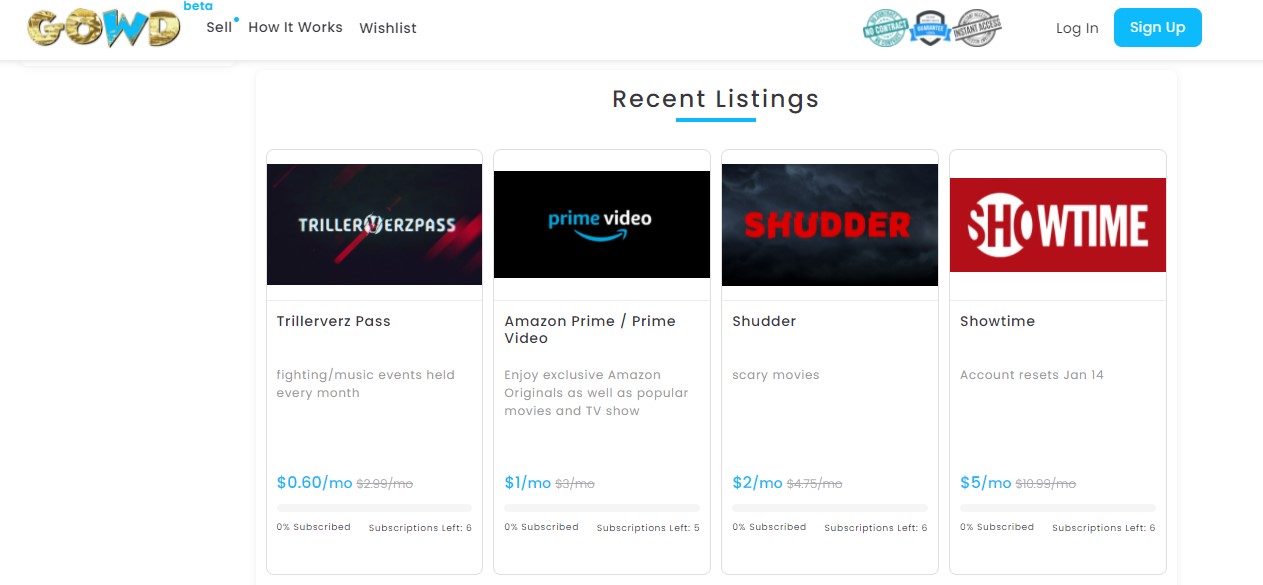 GOWD beta
Sell How It Works Wishlist
NO CONTRACT
GUARANTEE
INSTANT ACCESS
Log In
Sign Up
Recent Listings
TRILLERVERZPASS
prime video
SHUDDER
SHOWTIME
Trillerverz Pass
fighting/music events held
every month
$0.60/mo $2.99/mo
0% Subscribed Subscriptions Left: 6
Amazon Prime / Prime
Video
Enjoy exclusive Amazon
Originals as well as popular
movies and TV show
$1/mo $3/mo
0% Subscribed Subscriptions Left: 5
Shudder
scary movies
$2/mo $4.75/mo
0% Subscribed Subscriptions Left: 6
Showtime
Account resets Jan 14
$5/mo $10.99/mo
0% Subscribed Subscriptions Left: 6